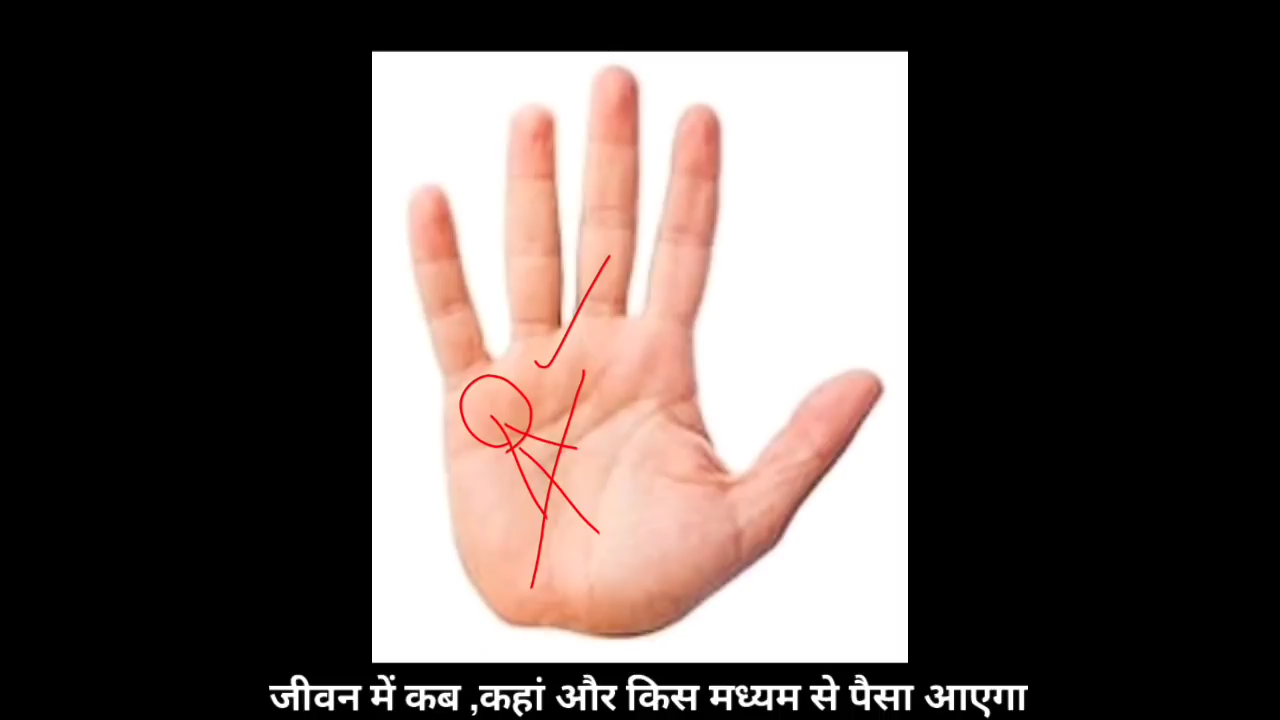 जीवन में कब ,कहां और किस मध्यम से पैसा आएगा